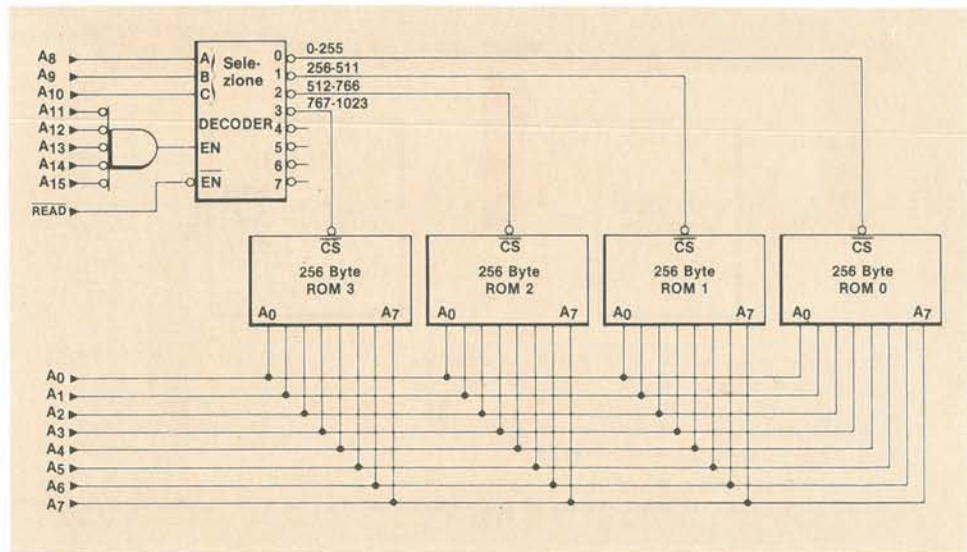 A8
A9
A10
A11
A12
A13
A14
A15
READ
A
B
C
Sele-
zione
DECODER
EN
EN
0
1
2
3
4
5
6
7
0-255
256-511
512-766
767-1023
CS
256 Byte
ROM 3
A0 A7
CS
256 Byte
ROM 2
A0 A7
CS
256 Byte
ROM 1
A0 A7
CS
256 Byte
ROM 0
A0 A7
A0
A1
A2
A3
A4
A5
A6
A7